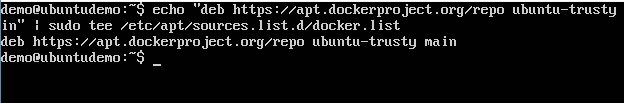 demo@ubuntudemo:~$ echo "deb https://apt.dockerproject.org/repo ubuntu-trusty
in" | sudo tee /etc/apt/sources.list.d/docker.list
deb https://apt.dockerproject.org/repo ubuntu-trusty main
demo@ubuntudemo:~$ _